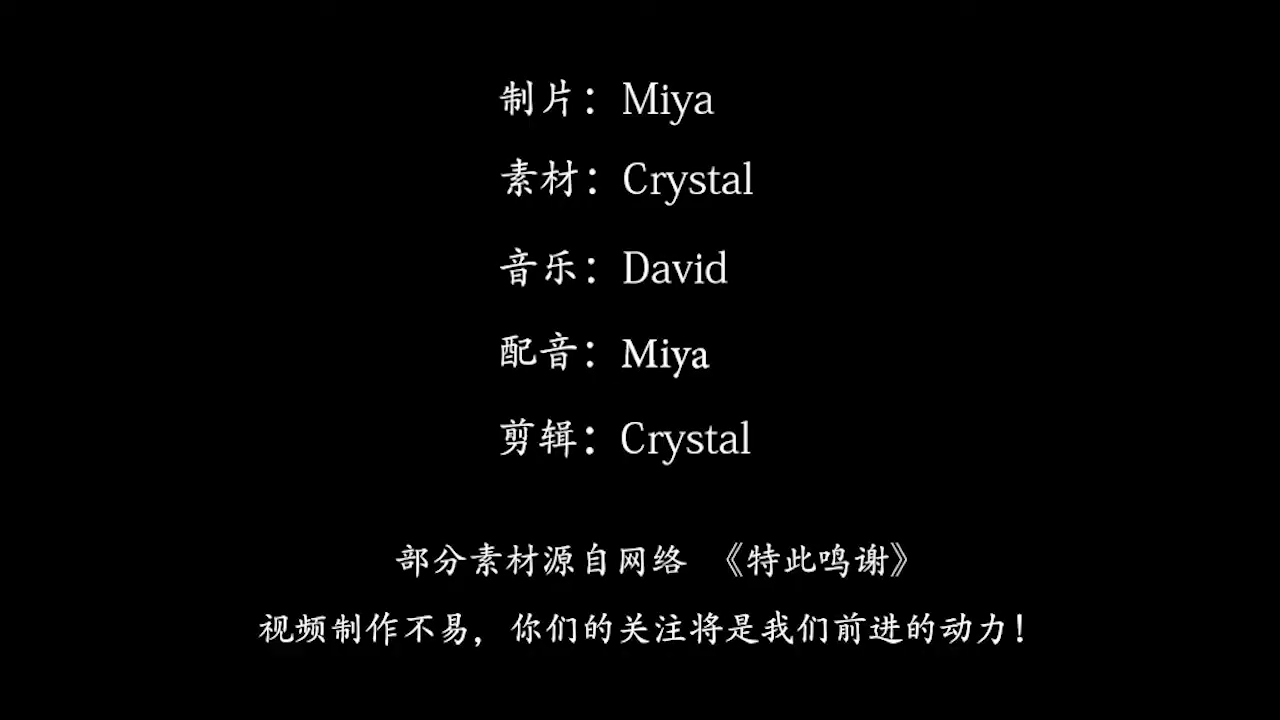 制片：Miya
素材：Crystal
音乐：David
配音：Miya
剪辑：Crystal
部分素材源自网络 《特此鸣谢》
视频制作不易，你们的关注将是我们前进的动力！